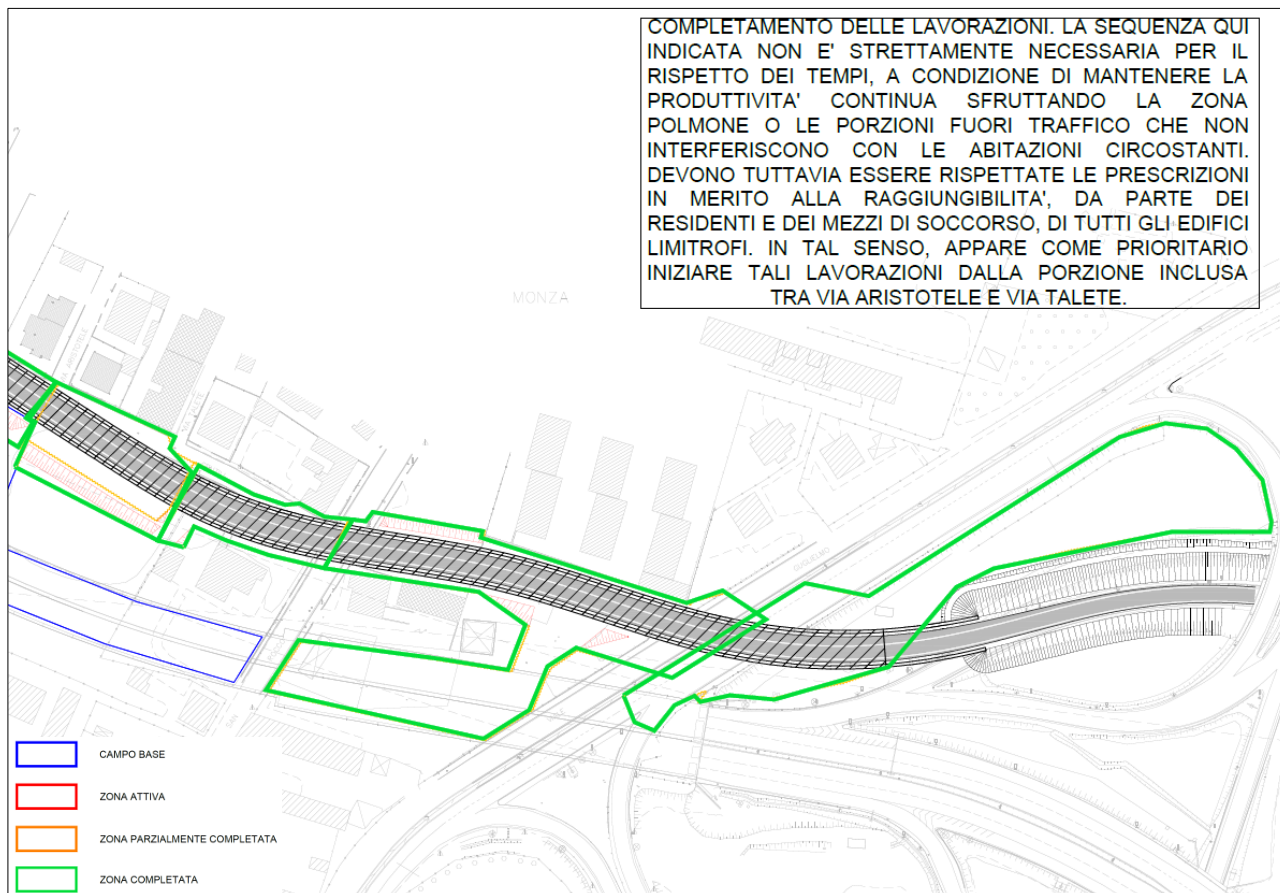 COMPLETAMENTO DELLE LAVORAZIONI. LA SEQUENZA QUI
INDICATA NON E' STRETTAMENTE NECESSARIA PER IL
RISPETTO DEI TEMPI, A CONDIZIONE DI MANTENERE LA
PRODUTTIVITA' CONTINUA SFRUTTANDO LA ZONA
POLMONE O LE PORZIONI FUORI TRAFFICO CHE NON
INTERFERISCONO CON LE ABITAZIONI CIRCOSTANTI.
DEVONO TUTTAVIA ESSERE RISPETTATE LE PRESCRIZIONI
IN MERITO ALLA RAGGIUNGIBILITA', DA PARTE DEI
RESIDENTI E DEI MEZZI DI SOCCORSO, DI TUTTI GLI EDIFICI
LIMITROFI. IN TAL SENSO, APPARE COME PRIORITARIO
INIZIARE TALI LAVORAZIONI DALLA PORZIONE INCLUSA
TRA VIA ARISTOTELE E VIA TALETE.
MONZA
ARISTOTELE
GUGLIELMO
CAMPO BASE
ZONA ATTIVA
ZONA PARZIALMENTE COMPLETATA
ZONA COMPLETATA